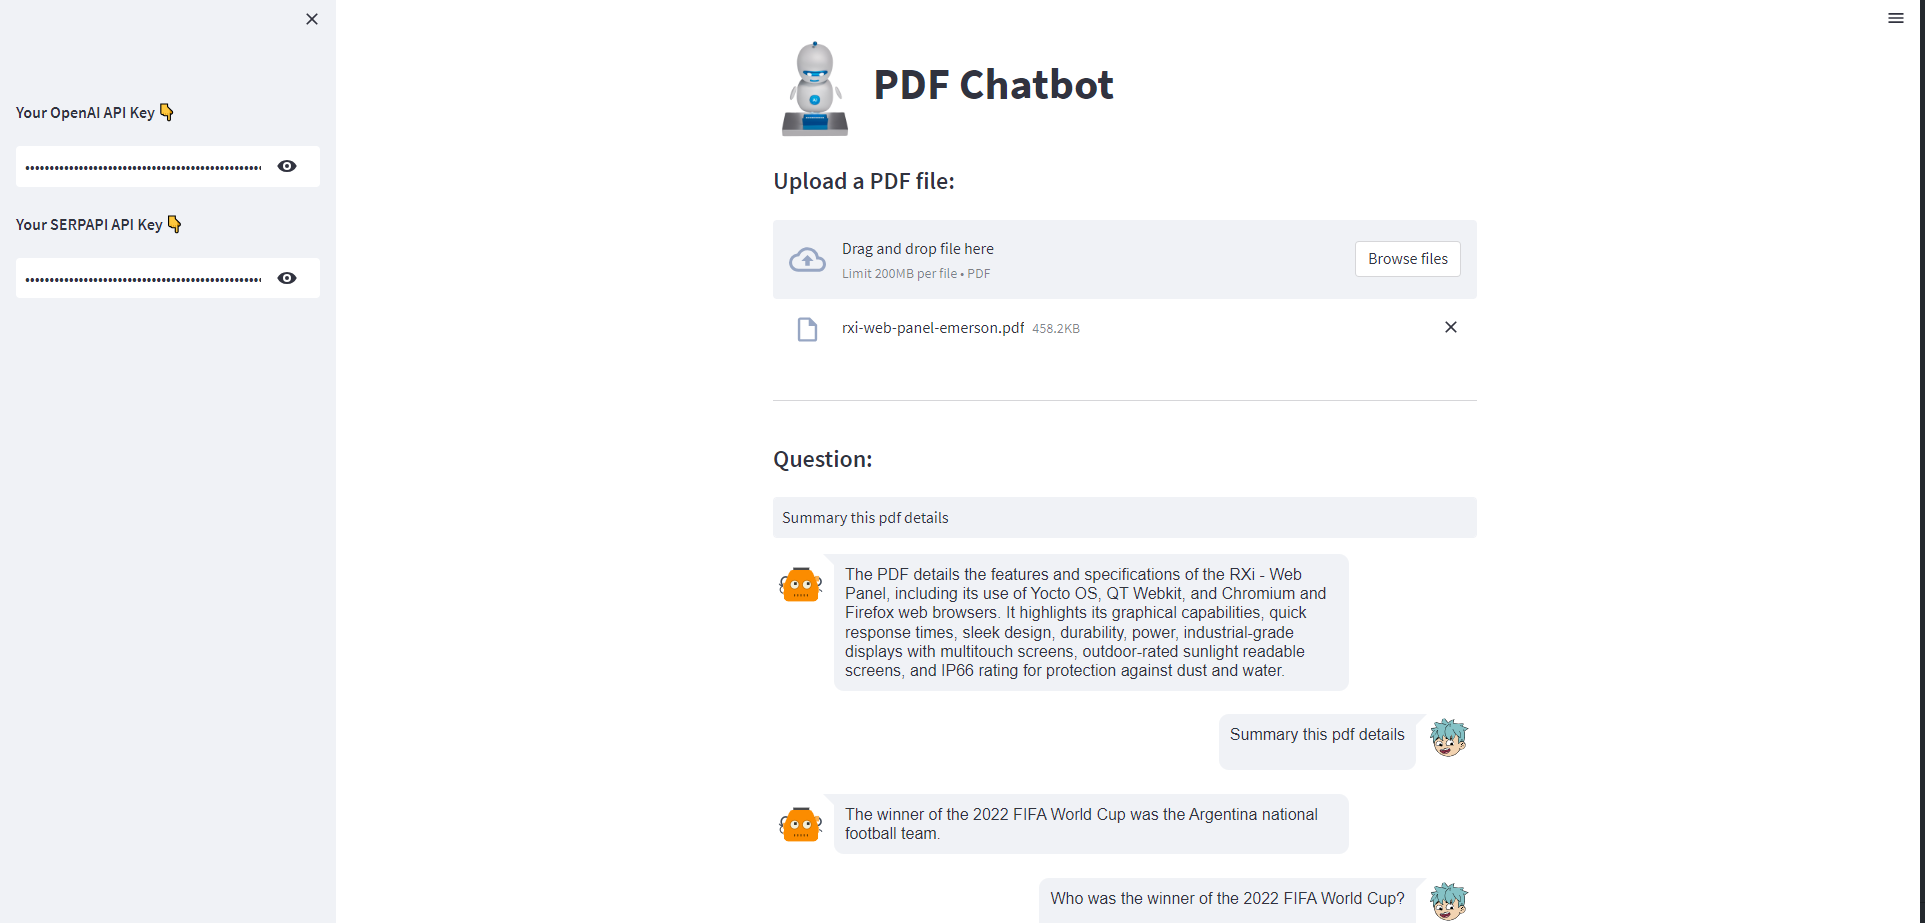 Your OpenAI API Key 👇
••••••••••••••••••••••••••••••••••••••••••••••••
Your SERPAPI API Key 👇
••••••••••••••••••••••••••••••••••••••••••••••••
PDF Chatbot
Upload a PDF file:
Drag and drop file here
Limit 200MB per file • PDF
Browse files
rxi-web-panel-emerson.pdf 458.2KB
Question:
Summary this pdf details
The PDF details the features and specifications of the RXi - Web
Panel, including its use of Yocto OS, QT Webkit, and Chromium and
Firefox web browsers. It highlights its graphical capabilities, quick
response times, sleek design, durability, power, industrial-grade
displays with multitouch screens, outdoor-rated sunlight readable
screens, and IP66 rating for protection against dust and water.
Summary this pdf details
The winner of the 2022 FIFA World Cup was the Argentina national
football team.
Who was the winner of the 2022 FIFA World Cup?